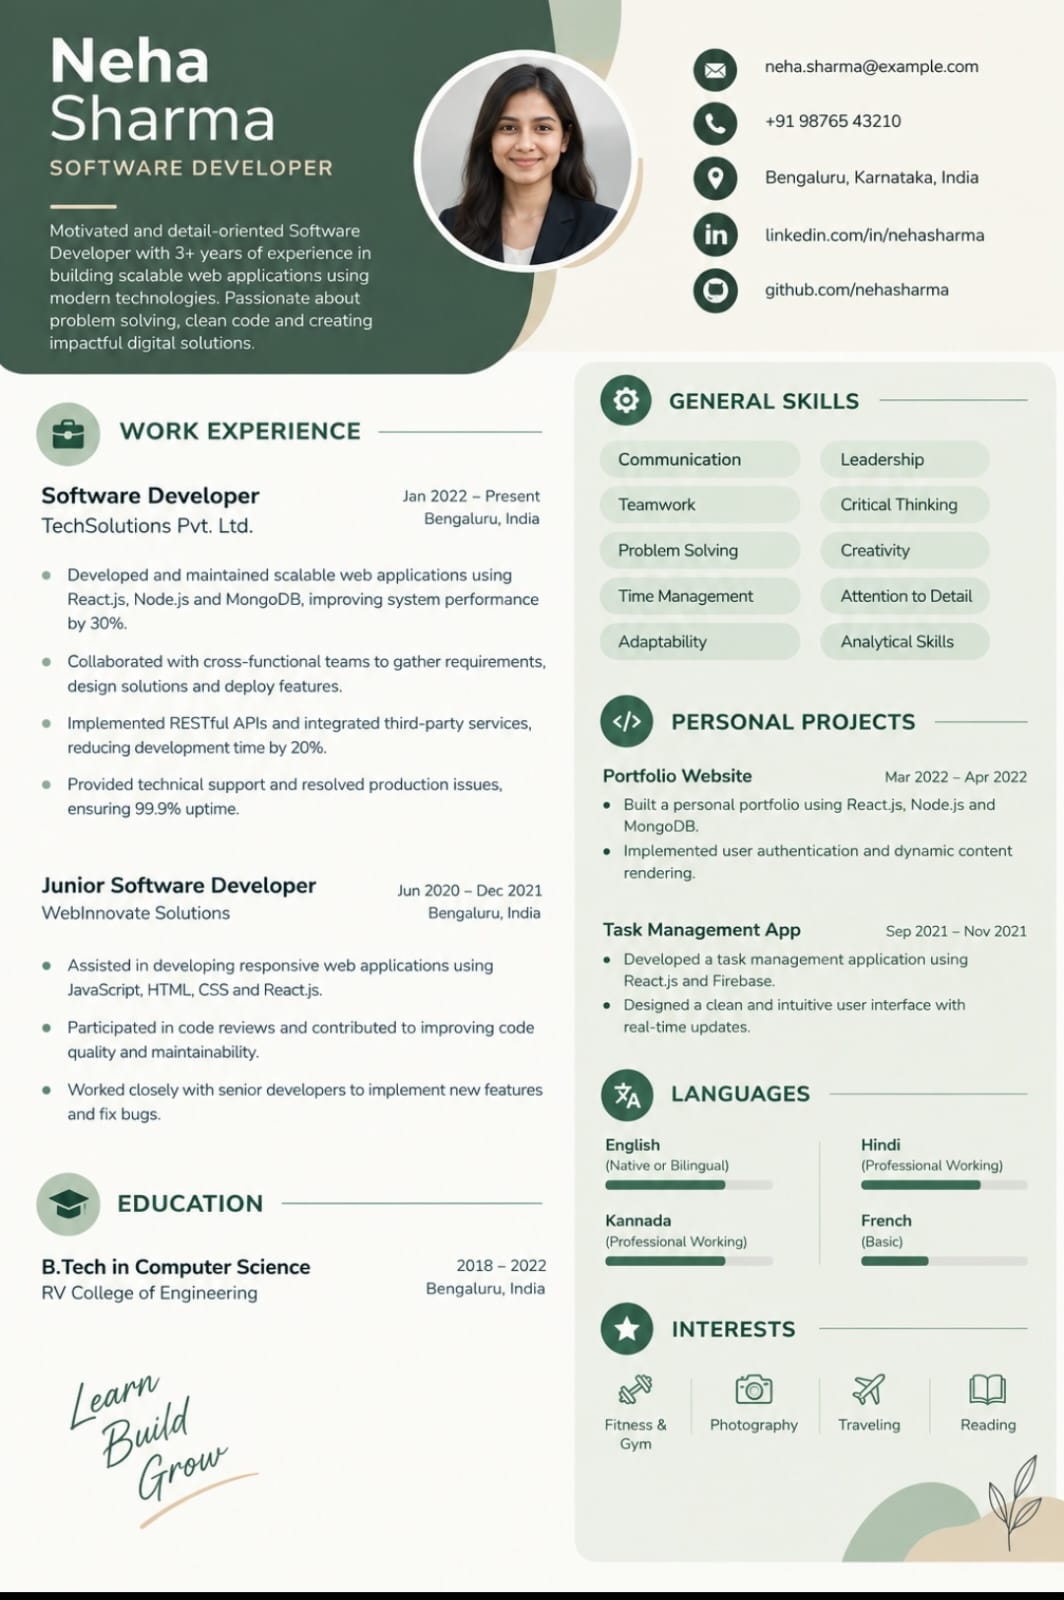 Neha
Sharma
SOFTWARE DEVELOPER
Motivated and detail-oriented Software
Developer with 3+ years of experience in
building scalable web applications using
modern technologies. Passionate about
problem solving, clean code and creating
impactful digital solutions.
neha.sharma@example.com
+91 98765 43210
Bengaluru, Karnataka, India
in
linkedin.com/in/nehasharma
github.com/nehasharma
WORK EXPERIENCE
Software Developer
Jan 2022 – Present
TechSolutions Pvt. Ltd.
Bengaluru, India
Developed and maintained scalable web applications using
React.js, Node.js and MongoDB, improving system performance
by 30%.
Collaborated with cross-functional teams to gather requirements,
design solutions and deploy features.
Implemented RESTful APIs and integrated third-party services,
reducing development time by 20%.
Provided technical support and resolved production issues,
ensuring 99.9% uptime.
Junior Software Developer
Jun 2020 – Dec 2021
WebInnovate Solutions
Bengaluru, India
Assisted in developing responsive web applications using
JavaScript, HTML, CSS and React.js.
Participated in code reviews and contributed to improving code
quality and maintainability.
Worked closely with senior developers to implement new features
and fix bugs.
EDUCATION
B.Tech in Computer Science
2018 – 2022
RV College of Engineering
Bengaluru, India
Learn
Build
Grow
GENERAL SKILLS
Communication
Leadership
Teamwork
Critical Thinking
Problem Solving
Creativity
Time Management
Attention to Detail
Adaptability
Analytical Skills
</>
PERSONAL PROJECTS
Portfolio Website
Mar 2022 – Apr 2022
Built a personal portfolio using React.js, Node.js and
MongoDB.
Implemented user authentication and dynamic content
rendering.
Task Management App
Sep 2021 – Nov 2021
Developed a task management application using
React.js and Firebase.
Designed a clean and intuitive user interface with
real-time updates.
文A
LANGUAGES
English
(Native or Bilingual)
Hindi
(Professional Working)
Kannada
(Professional Working)
French
(Basic)
INTERESTS
Fitness &
Gym
Photography
Traveling
Reading